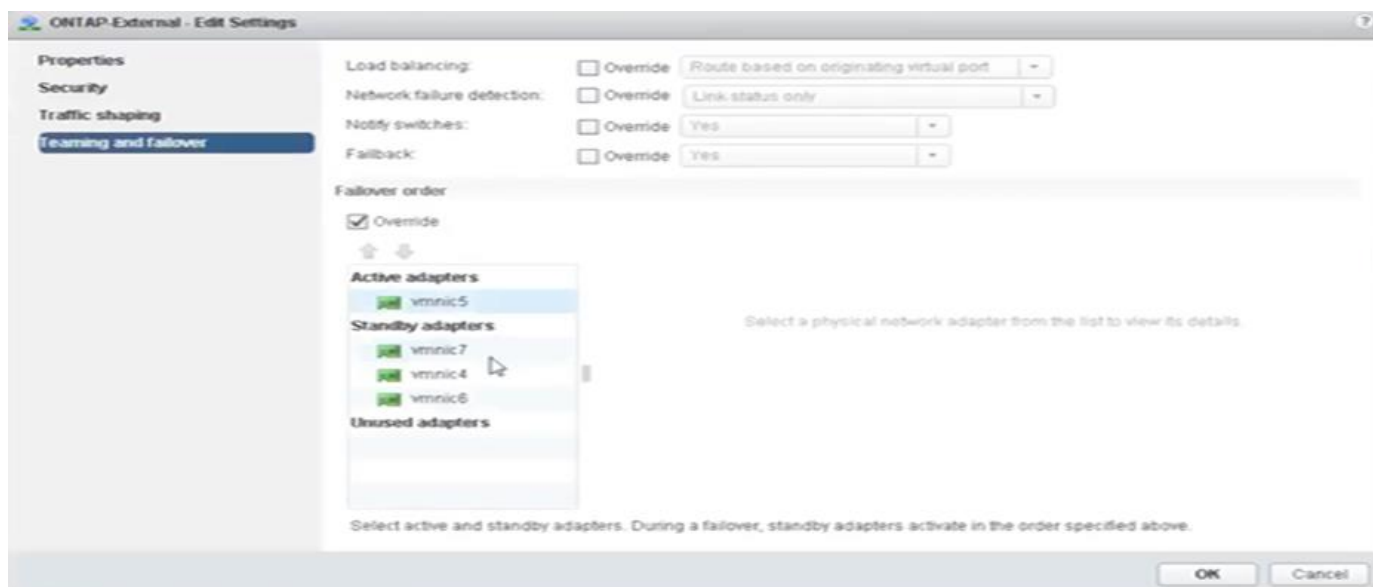 ONTAP-External - Edit Settings
?
Properties
Security
Traffic shaping
Teaming and failover
Load balancing:
Override
Route based on originating virtual port
Network failure detection:
Override
Link status only
Notify switches:
Override
Yes
Failback:
Override
Yes
Failover order
Override
Active adapters
vmnic5
Standby adapters
vmnic7
vmnic4
vmnic6
Unused adapters
Select a physical network adapter from the list to view its details.
Select active and standby adapters. During a failover, standby adapters activate in the order specified above.
OK
Cancel